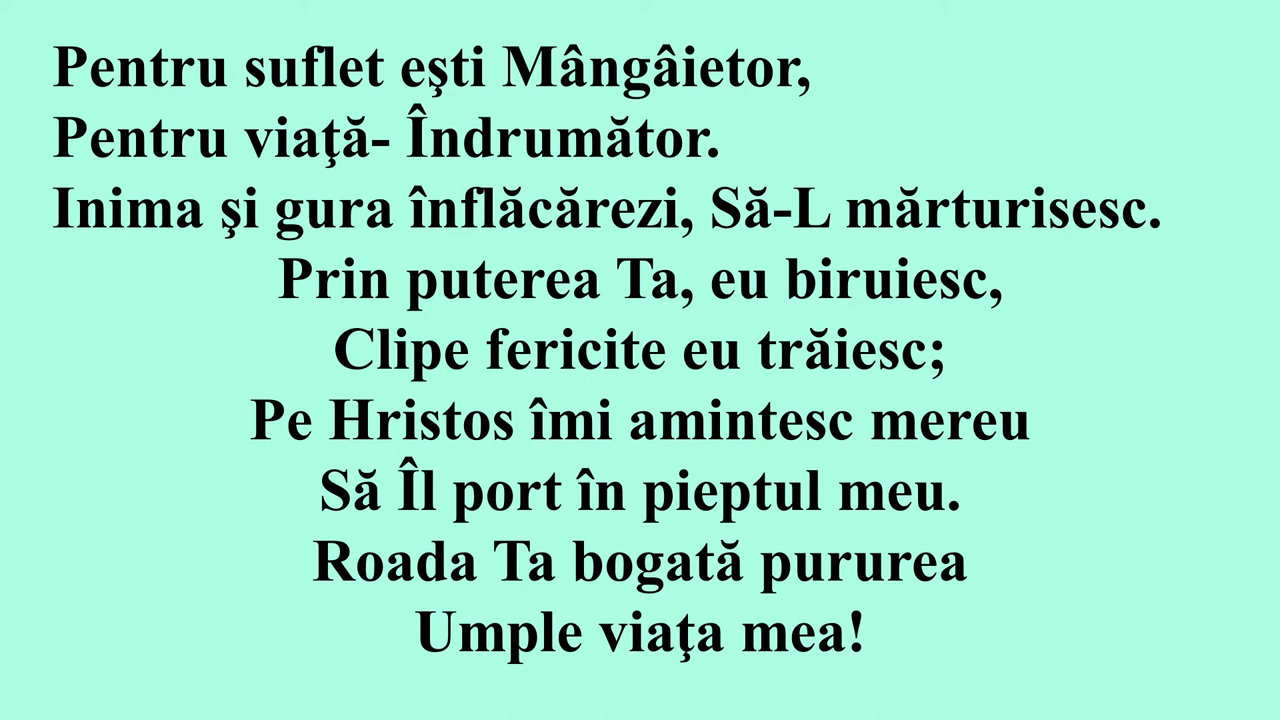 Pentru suflet eşti Mângâietor,
Pentru viaţă- Îndrumător.
Inima şi gura înflăcărezi, Să-L mărturisesc.
Prin puterea Ta, eu biruiesc,
Clipe fericite eu trăiesc;
Pe Hristos îmi amintesc mereu
Să Îl port în pieptul meu.
Roada Ta bogată pururea
Umple viaţa mea!